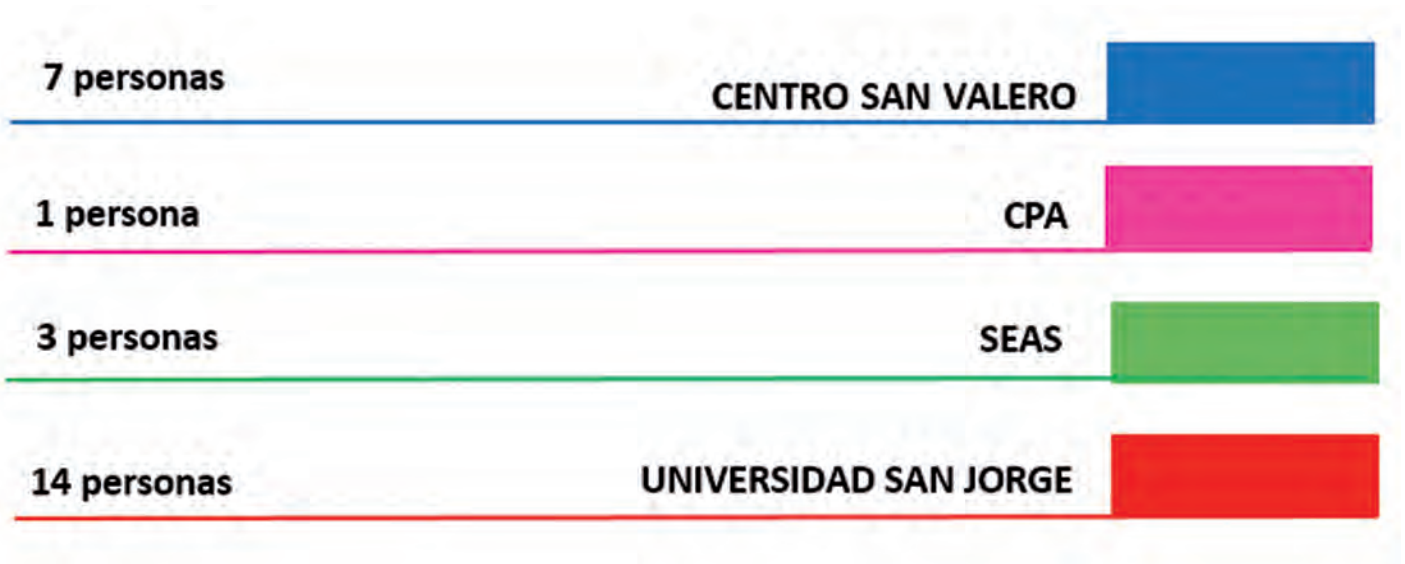 7 personas CENTRO SAN VALERO
1 persona CPA
3 personas SEAS
14 personas UNIVERSIDAD SAN JORGE